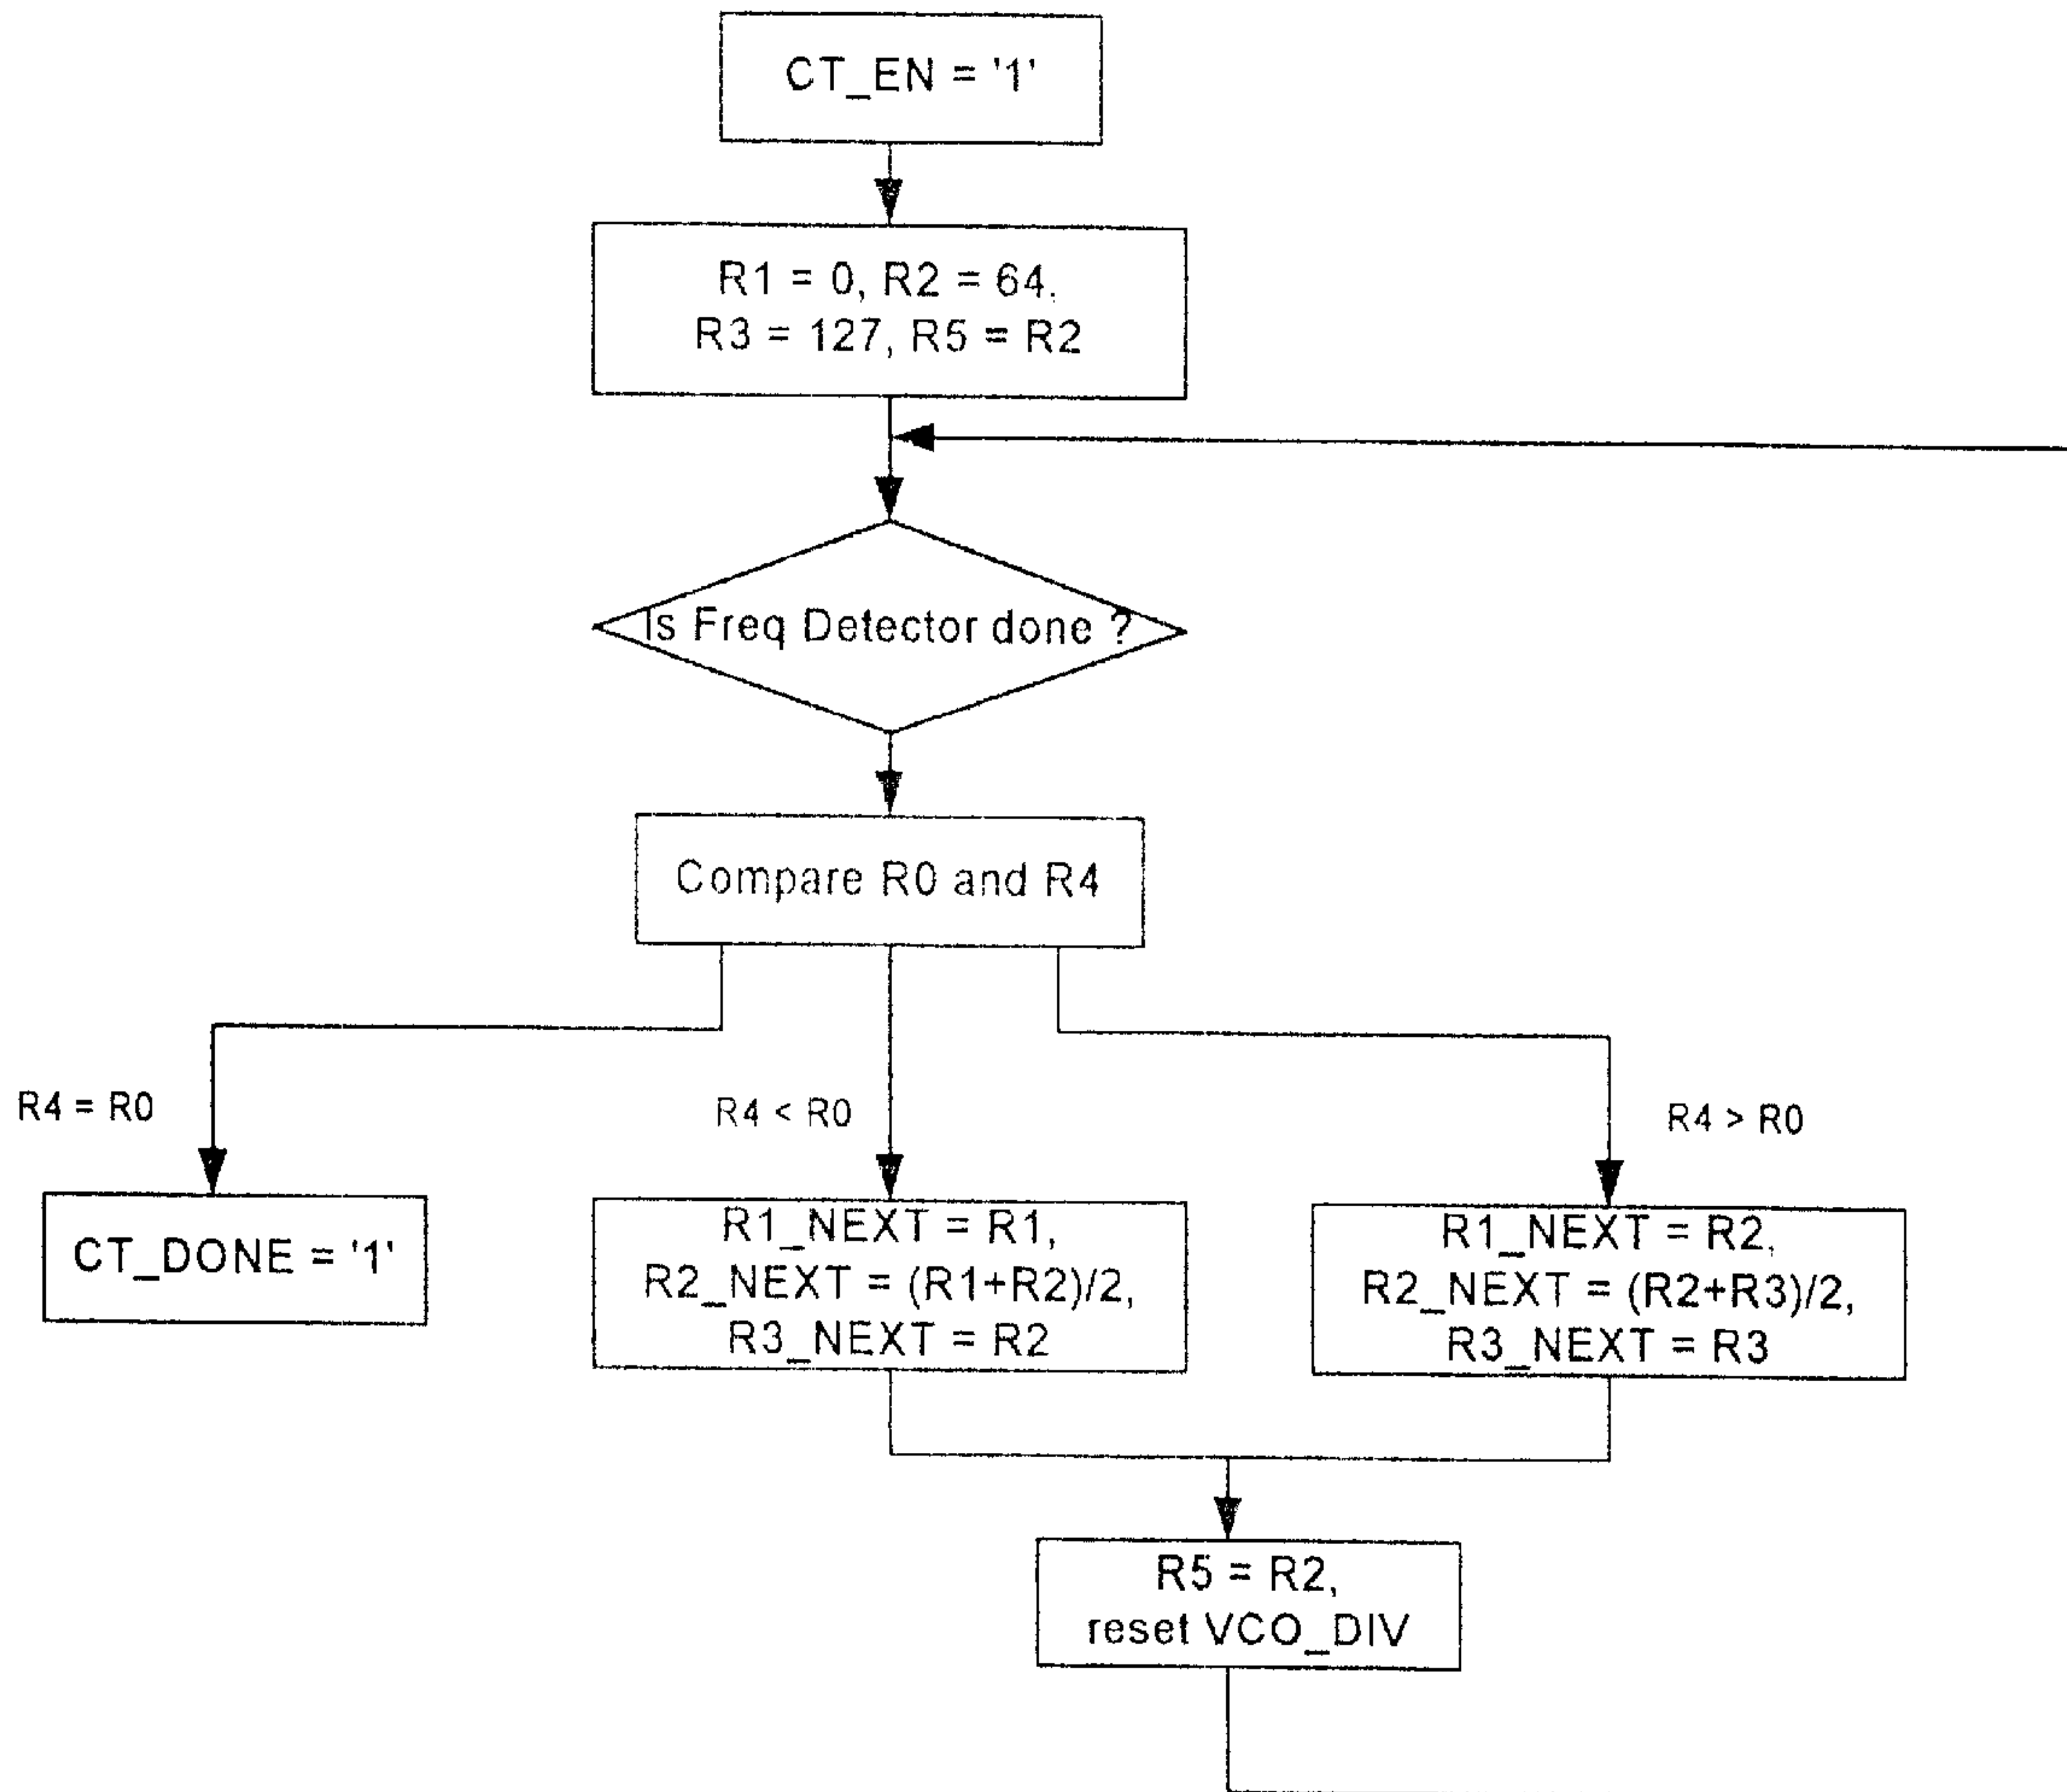 CT_EN = '1'
R1 = 0, R2 = 64.
R3 = 127, R5 = R2
Is Freq Detector done ?
Compare R0 and R4
R4 = R0
R4 < R0
R4 > R0
CT_DONE = '1'
R1_NEXT = R1,
R2_NEXT = (R1+R2)/2,
R3_NEXT = R2
R1_NEXT = R2,
R2_NEXT = (R2+R3)/2,
R3_NEXT = R3
R5 = R2,
reset VCO_DIV